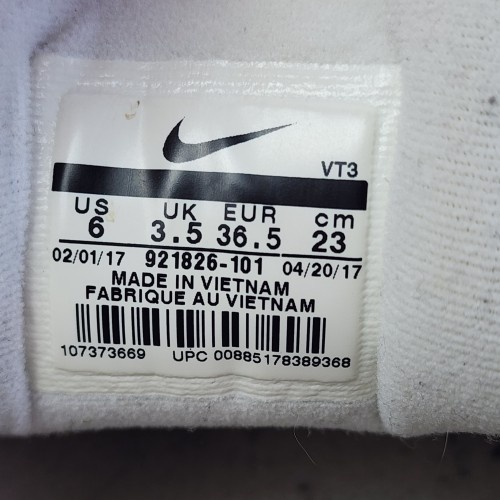 VT3
US UK EUR cm
6 3.5 36.5 23
02/01/17 921826-101 04/20/17
MADE IN VIETNAM
FABRIQUE AU VIETNAM
107373669 UPC 00885178389368